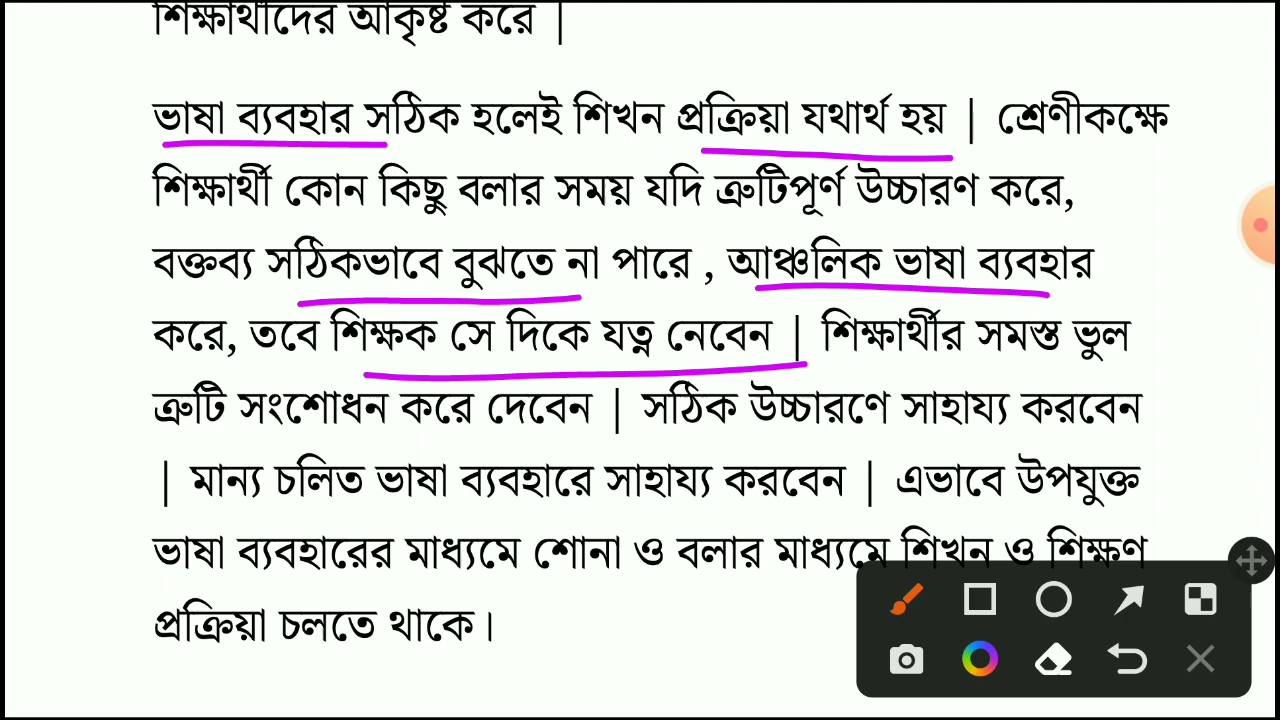 শিক্ষার্থীদের আকৃষ্ট করে |
ভাষা ব্যবহার সঠিক হলেই শিখন প্রক্রিয়া যথার্থ হয় | শ্রেণীকক্ষে
শিক্ষার্থী কোন কিছু বলার সময় যদি ত্রুটিপূর্ণ উচ্চারণ করে,
বক্তব্য সঠিকভাবে বুঝতে না পারে , আঞ্চলিক ভাষা ব্যবহার
করে, তবে শিক্ষক সে দিকে যত্ন নেবেন | শিক্ষার্থীর সমস্ত ভুল
ত্রুটি সংশোধন করে দেবেন | সঠিক উচ্চারণে সাহায্য করবেন
| মান্য চলিত ভাষা ব্যবহারে সাহায্য করবেন | এভাবে উপযুক্ত
ভাষা ব্যবহারের মাধ্যমে শোনা ও বলার মাধ্যমে শিখন ও শিক্ষণ
প্রক্রিয়া চলতে থাকে।